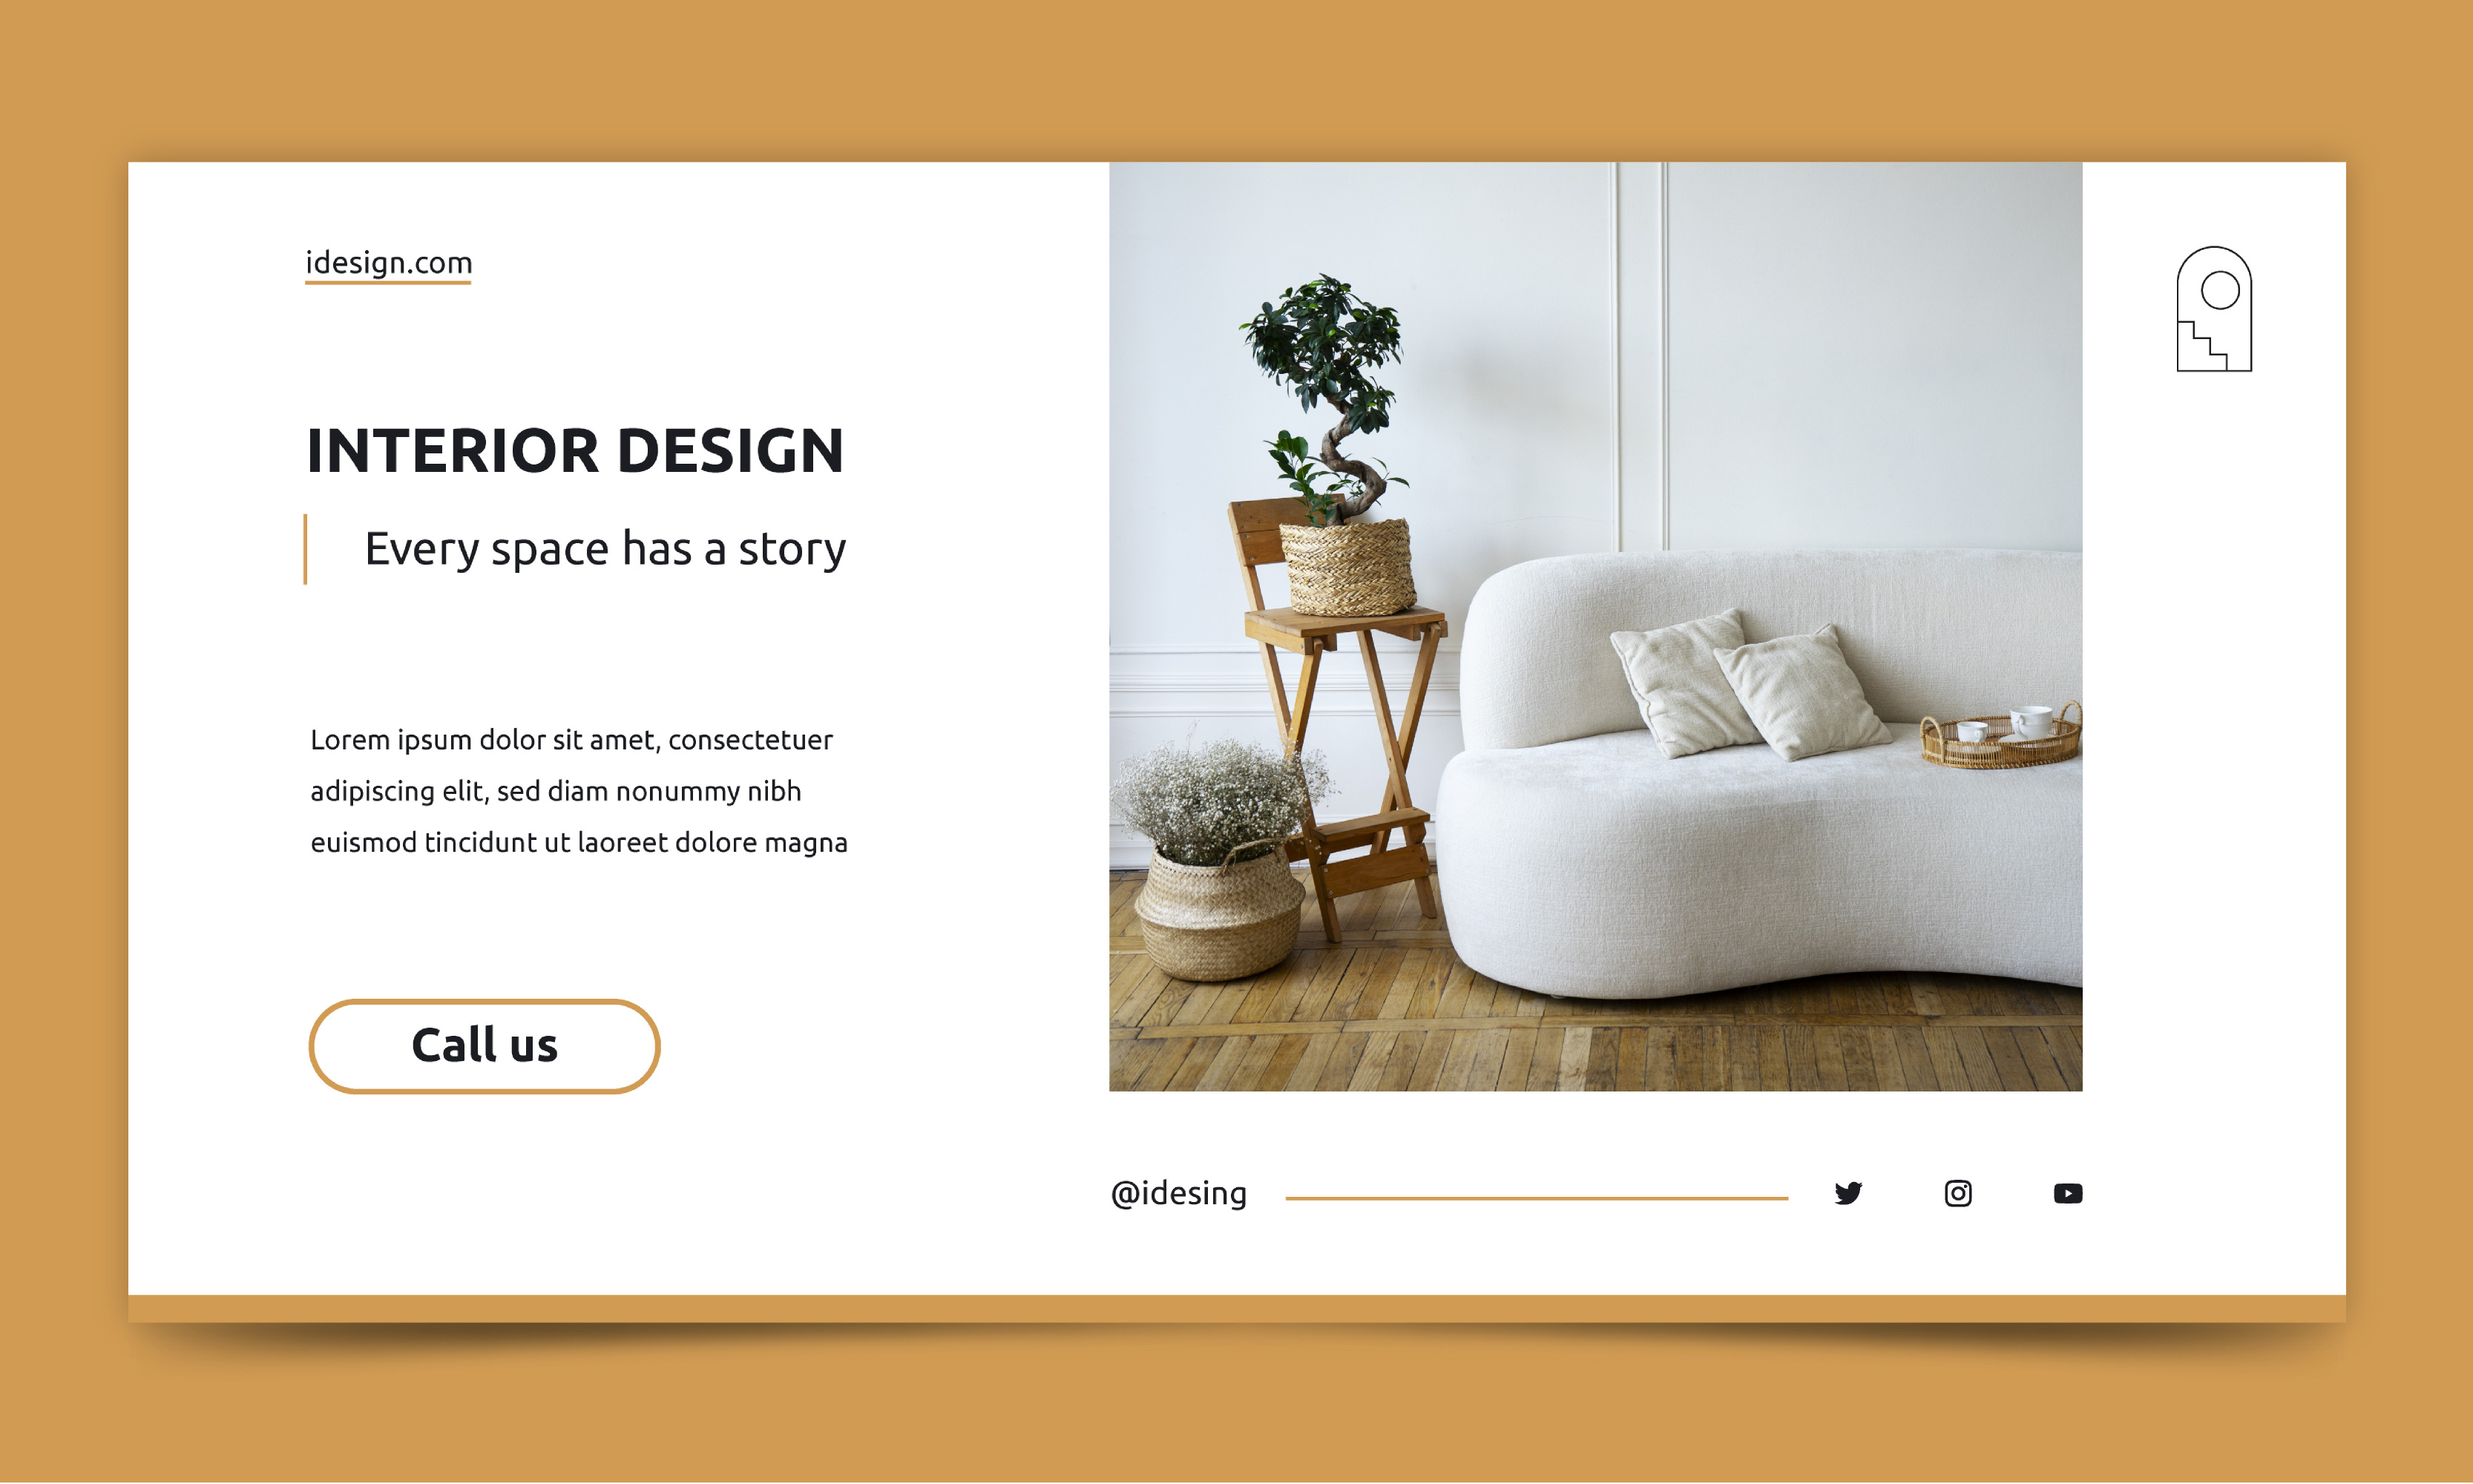 idesign.com
INTERIOR DESIGN
Every space has a story
Lorem ipsum dolor sit amet, consectetuer
adipiscing elit, sed diam nonummy nibh
euismod tincidunt ut laoreet dolore magna
Call us
@idesing